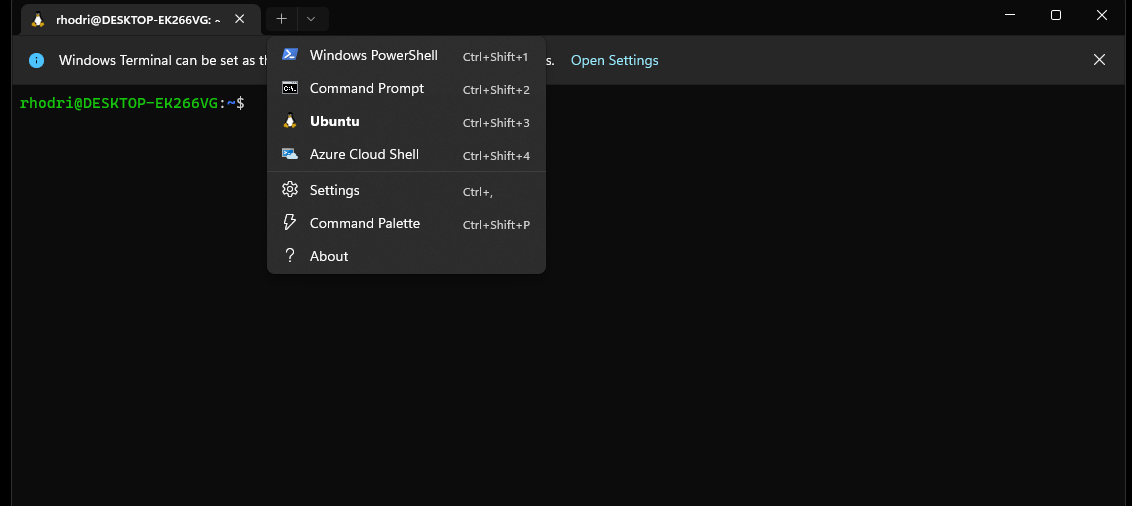 rhodri@DESKTOP-EK266VG: ~
Windows Terminal can be set as th
s. Open Settings
rhodri@DESKTOP-EK266VG:~$
Windows PowerShell Ctrl+Shift+1
Command Prompt Ctrl+Shift+2
Ubuntu Ctrl+Shift+3
Azure Cloud Shell Ctrl+Shift+4
Settings Ctrl+,
Command Palette Ctrl+Shift+P
About